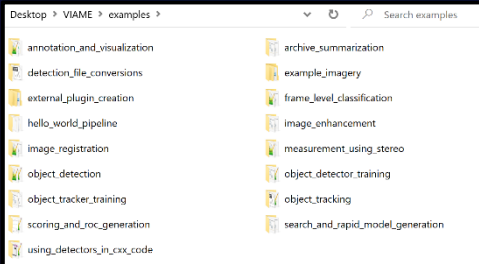 Desktop > VIAME > examples >
Search examples
annotation_and_visualization
archive_summarization
detection_file_conversions
example_imagery
external_plugin_creation
frame_level_classification
hello_world_pipeline
image_enhancement
image_registration
measurement_using_stereo
object_detection
object_detector_training
object_tracker_training
object_tracking
scoring_and_roc_generation
search_and_rapid_model_generation
using_detectors_in_cxx_code